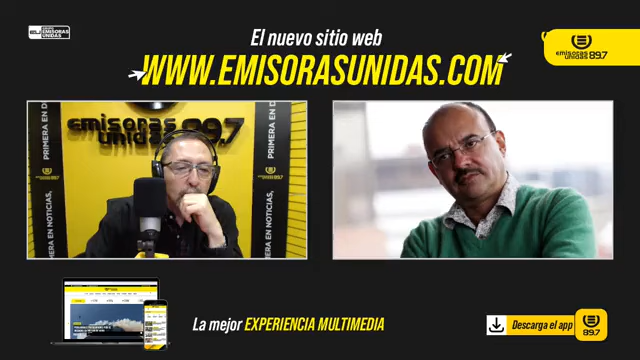 GRUPO
EMISORAS
UNIDAS
El nuevo sitio web
WWW.EMISORASUNIDAS.COM
emisoras
unidas 89.7
PRIMERA EN D
emisoras
unidas 89.7
PRIMERA EN NOTICIAS,
La mejor EXPERIENCIA MULTIMEDIA
Descarga el app
89.7